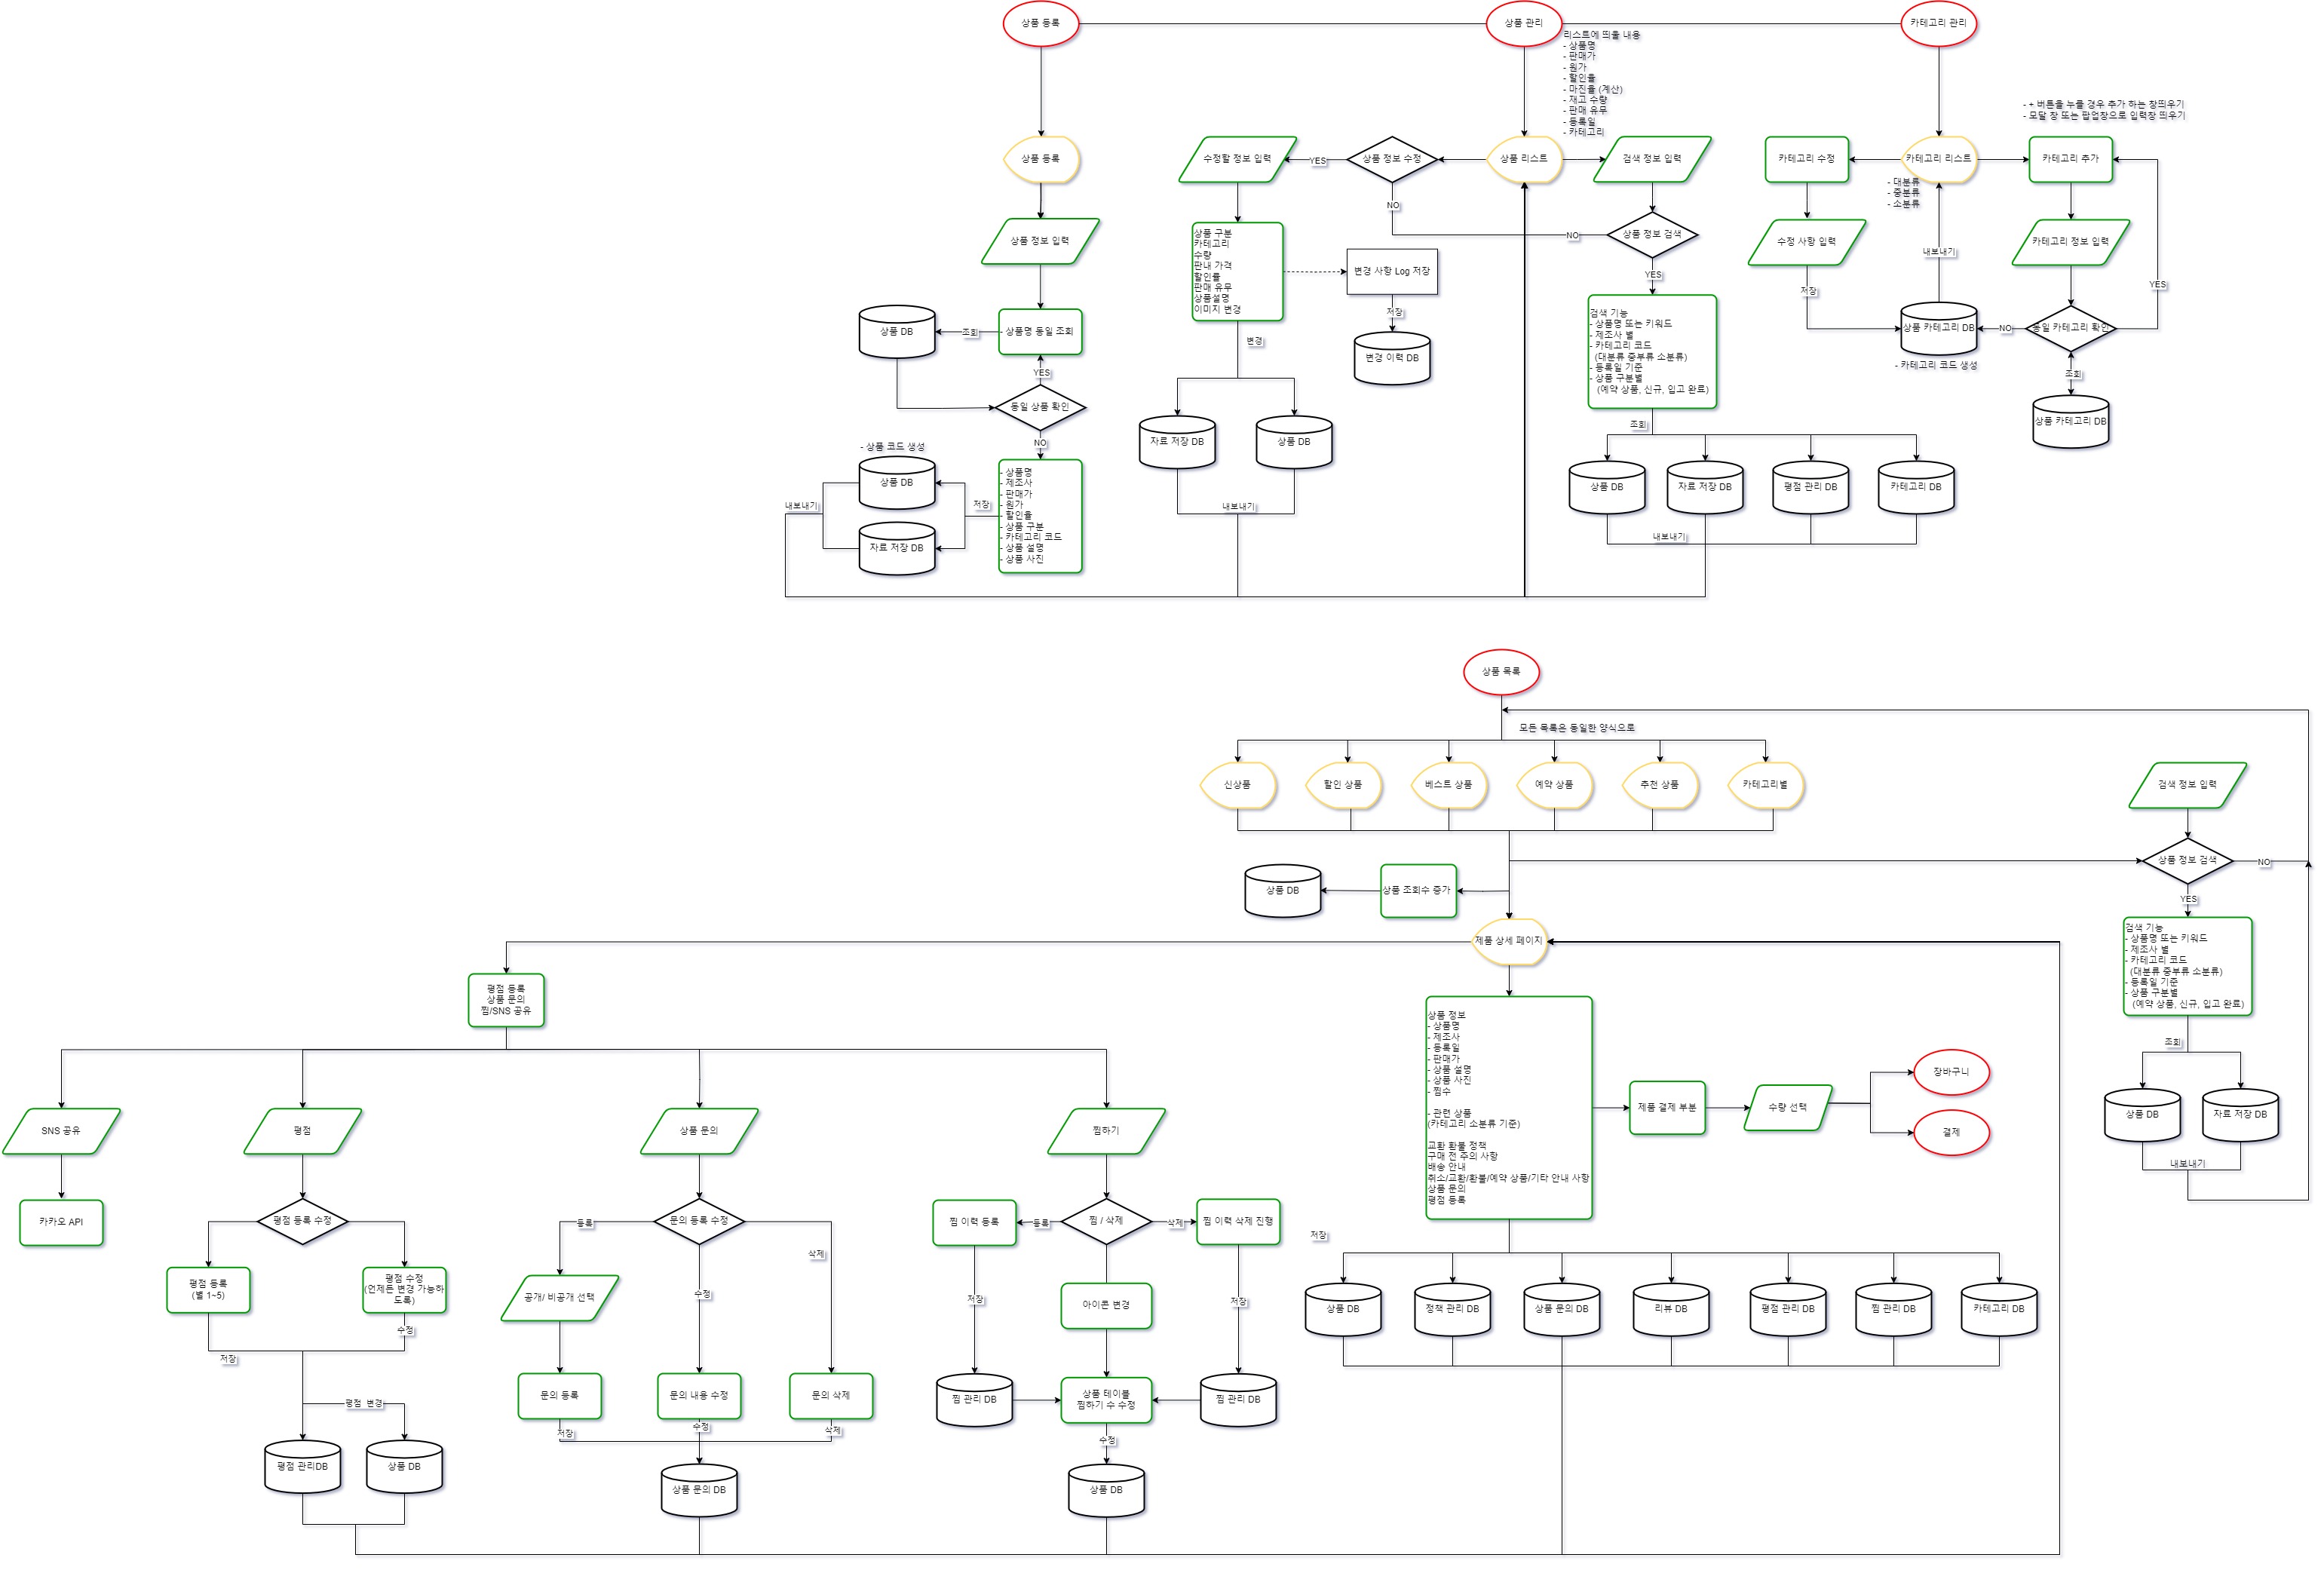 상품 등록
상품 관리
카테고리 관리
리스트에 띄울 내용
- 상품명
- 판매가
- 원가
- 할인율
- 마진율 (계산)
- 재고 수량
- 판매 유무
- 등록일
- 카테고리
- + 버튼을 누를 경우 추가 하는 창띄우기
- 모달 창 또는 팝업창으로 입력창 띄우기
상품 등록
수정할 정보 입력
YES
상품 정보 수정
상품 리스트
검색 정보 입력
카테고리 수정
카테고리 리스트
카테고리 추가
- 대분류
- 중분류
- 소분류
NO
상품 정보 입력
상품 구분
카테고리
수량
판내 가격
할인률
판매 유무
상품설명
이미지 변경
NO
상품 정보 검색
수정 사항 입력
카테고리 정보 입력
내보내기
변경 사항 Log 저장
YES
저장
YES
저장
검색 기능
- 상품명 또는 키워드
- 제조사 별
- 카테고리 코드
(대분류 중부류 소분류)
- 등록일 기준
- 상품 구분별
(예약 상품, 신규, 입고 완료)
상품 DB
조회
- 상품명 동일 조회
변경
변경 이력 DB
상품 카테고리 DB
NO
동일 카테고리 확인
- 카테고리 코드 생성
조회
YES
동일 상품 확인
NO
상품 카테고리 DB
자료 저장 DB
상품 DB
조회
- 상품 코드 생성
상품 DB
자료 저장 DB
내보내기
저장
- 상품명
- 제조사
- 판매가
- 원가
- 할인율
- 상품 구분
- 카테고리 코드
- 상품 설명
- 상품 사진
내보내기
상품 DB
자료 저장 DB
평점 관리 DB
카테고리 DB
내보내기
상품 목록
모든 목록은 동일한 양식으로
신상품
할인 상품
베스트 상품
예약 상품
추천 상품
카테고리별
검색 정보 입력
상품 정보 검색
NO
YES
상품 DB
상품 조회수 증가
제품 상세 페이지
검색 기능
- 상품명 또는 키워드
- 제조사 별
- 카테고리 코드
(대분류 중부류 소분류)
- 등록일 기준
- 상품 구분별
(예약 상품, 신규, 입고 완료)
조회
상품 DB
자료 저장 DB
내보내기
평점 등록
상품 문의
찜/SNS 공유
상품 정보
- 상품명
- 제조사
- 등록일
- 판매가
- 상품 설명
- 상품 사진
- 찜수
- 관련 상품
(카테고리 소분류 기준)
교환 환불 정책
구매 전 주의 사항
배송 안내
취소/교환/환불/예약 상품/기타 안내 사항
상품 문의
평점 등록
제품 결제 부분
수량 선택
장바구니
결제
SNS 공유
평점
상품 문의
찜하기
카카오 API
평점 등록 수정
등록
문의 등록 수정
삭제
찜 이력 등록
등록
찜 / 삭제
삭제
찜 이력 삭제 진행
저장
평점 등록
(별 1~5)
평점 수정
(언제든 변경 가능하
도록)
수정
저장
공개/ 비공개 선택
수정
저장
아이콘 변경
저장
상품 DB
정책 관리 DB
상품 문의 DB
리뷰 DB
평점 관리 DB
찜 관리 DB
카테고리 DB
평점 변경
문의 등록
문의 내용 수정
문의 삭제
저장
수정
삭제
찜 관리 DB
상품 테이블
찜하기 수 수정
찜 관리 DB
수정
평점 관리DB
상품 DB
상품 문의 DB
상품 DB